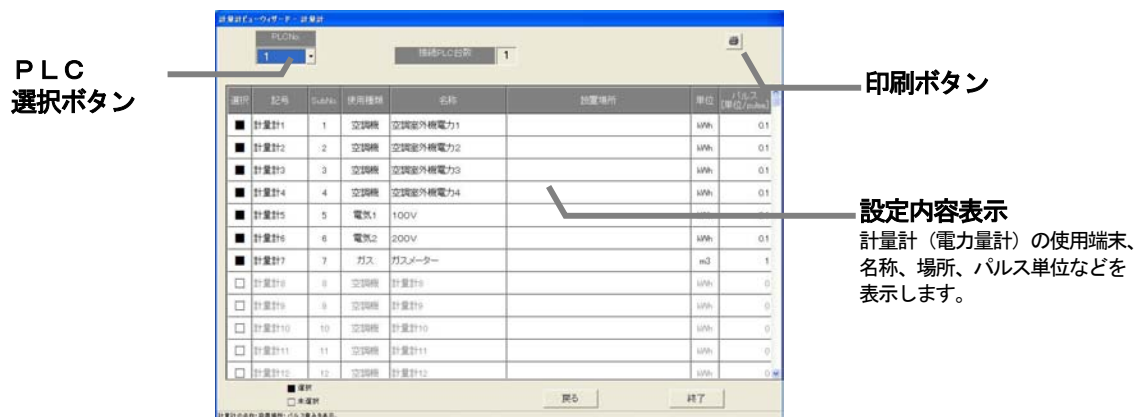 計量計ビューウィザード - 計量計
PLCNo
1
接続PLC台数 1
PLC
選択ボタン
印刷ボタン
選択 記号 SubNo 使用種類 名称 設置場所 単位 パルス
[単位/pulse]
■ 計量計1 1 空調機 空調室外機電力1 kWh 0.1
■ 計量計2 2 空調機 空調室外機電力2 kWh 0.1
■ 計量計3 3 空調機 空調室外機電力3 kWh 0.1
■ 計量計4 4 空調機 空調室外機電力4 kWh 0.1
■ 計量計5 5 電気1 100V
■ 計量計6 6 電気2 200V kWh 0.1
■ 計量計7 7 ガス ガスメーター m3 1
□ 計量計8 8 空調機 計量計8 kWh 0
□ 計量計9 9 空調機 計量計9 kWh 0
□ 計量計10 10 空調機 計量計10 kWh 0
□ 計量計11 11 空調機 計量計11 kWh 0
□ 計量計12 12 空調機 計量計12 kWh 0
設定内容表示
計量計(電力量計)の使用端末、
名称、場所、パルス単位などを
表示します。
■ 選択
□ 未選択
戻る 終了